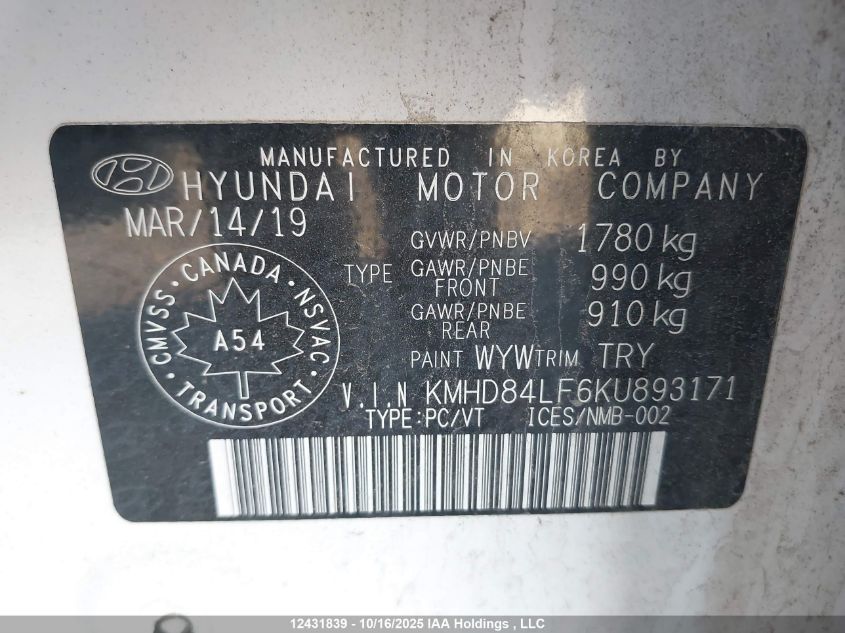 MANUFACTURED IN KOREA BY
HYUNDAI MOTOR COMPANY
MAR/14/19
GVWR/PNBV 1780 kg
TYPE GAWR/PNBE FRONT 990 kg
GAWR/PNBE REAR 910 kg
PAINT WYW TRIM TRY
CANADA · NSVAC · TRANSPORT · CMVSS
A54
V.I.N KMHD84LF6KU893171
TYPE:PC/VT ICES/NMB-002
12431839 - 10/16/2025 IAA Holdings , LLC